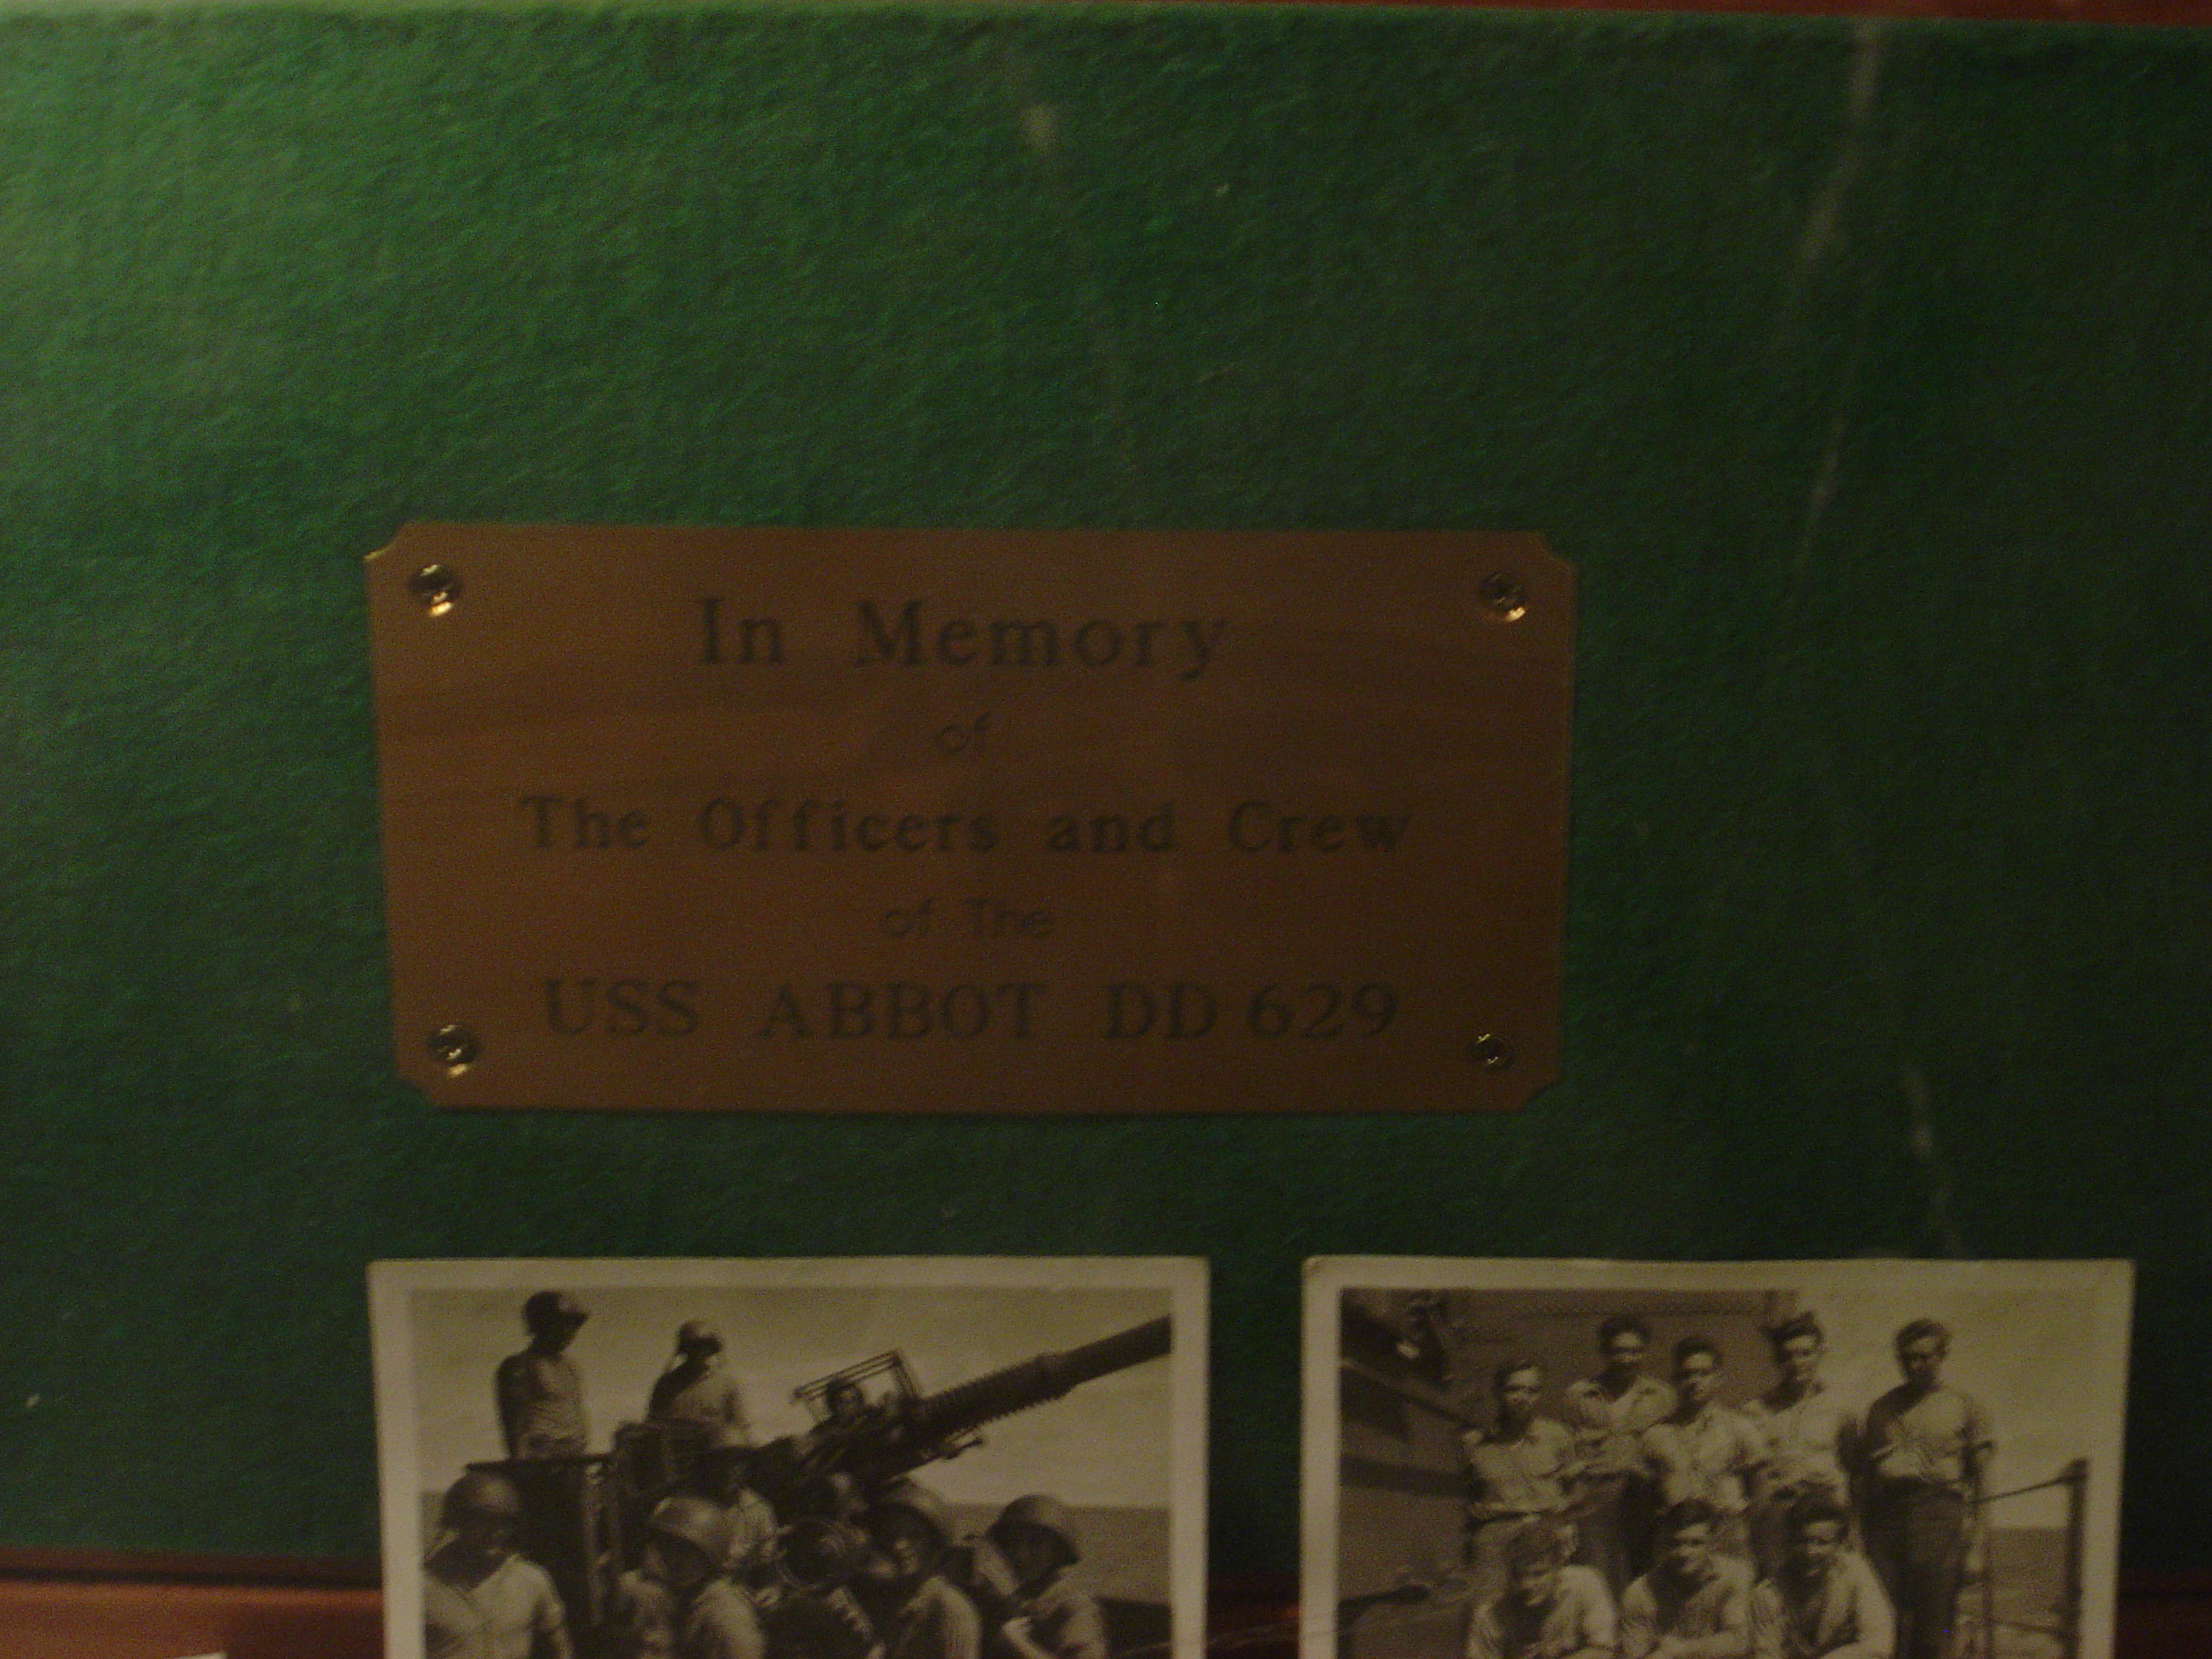 In Memory
of
The Officers and Crew
of The
USS ABBOT DD 629